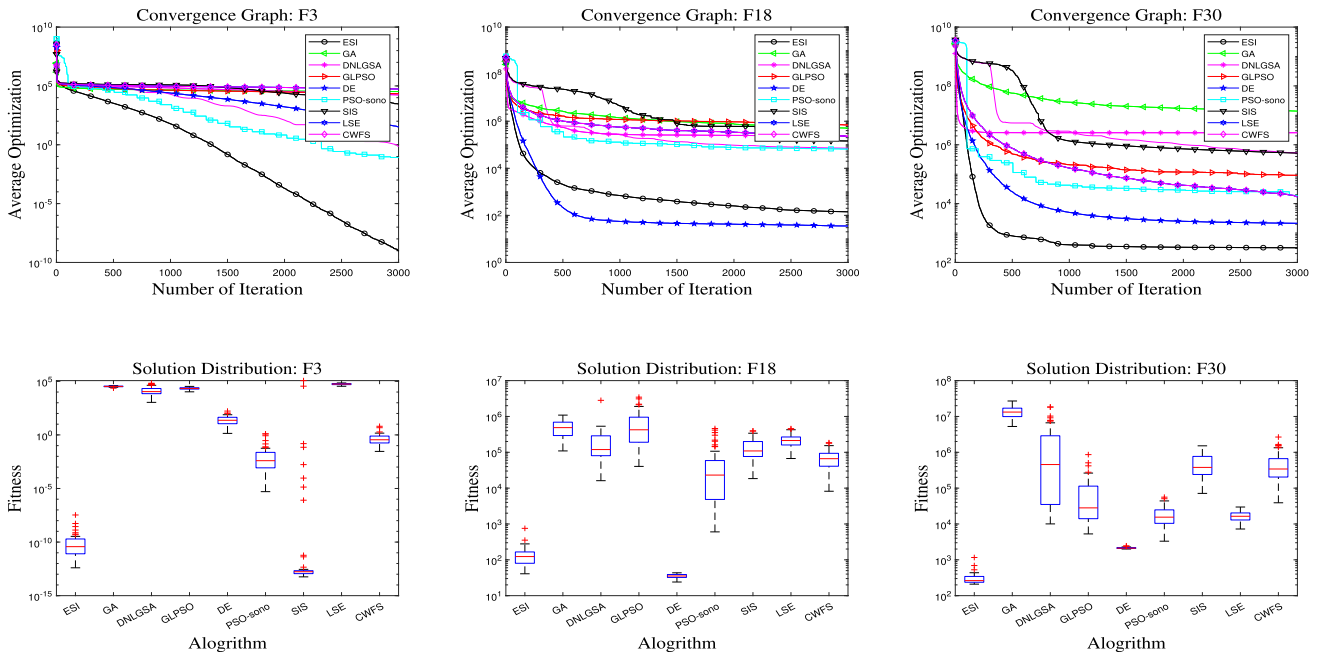 Convergence Graph: F3
10^10
10^5
10^0
10^-5
10^-10
Average Optimization
0 500 1000 1500 2000 2500 3000
Number of Iteration
ESI
GA
DNLGSA
GLPSO
DE
PSO-sono
SIS
LSE
CWFS
Convergence Graph: F18
10^10
10^8
10^6
10^4
10^2
10^0
Average Optimization
0 500 1000 1500 2000 2500 3000
Number of Iteration
ESI
GA
DNLGSA
GLPSO
DE
PSO-sono
SIS
LSE
CWFS
Convergence Graph: F30
10^10
10^8
10^6
10^4
10^2
Average Optimization
0 500 1000 1500 2000 2500 3000
Number of Iteration
ESI
GA
DNLGSA
GLPSO
DE
PSO-sono
SIS
LSE
CWFS
Solution Distribution: F3
10^5
10^0
10^-5
10^-10
10^-15
Fitness
ESI GA DNLGSA GLPSO DE PSO-sono SIS LSE CWFS
Alogrithm
Solution Distribution: F18
10^7
10^6
10^5
10^4
10^3
10^2
10^1
Fitness
ESI GA DNLGSA GLPSO DE PSO-sono SIS LSE CWFS
Alogrithm
Solution Distribution: F30
10^8
10^7
10^6
10^5
10^4
10^3
10^2
Fitness
ESI GA DNLGSA GLPSO DE PSO-sono SIS LSE CWFS
Alogrithm